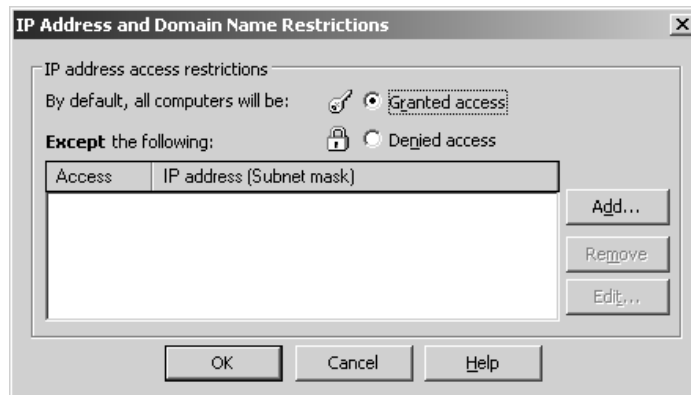 IP Address and Domain Name Restrictions
IP address access restrictions
By default, all computers will be: Granted access
Except the following: Denied access
Access IP address (Subnet mask)
Add...
Remove
Edit...
OK Cancel Help